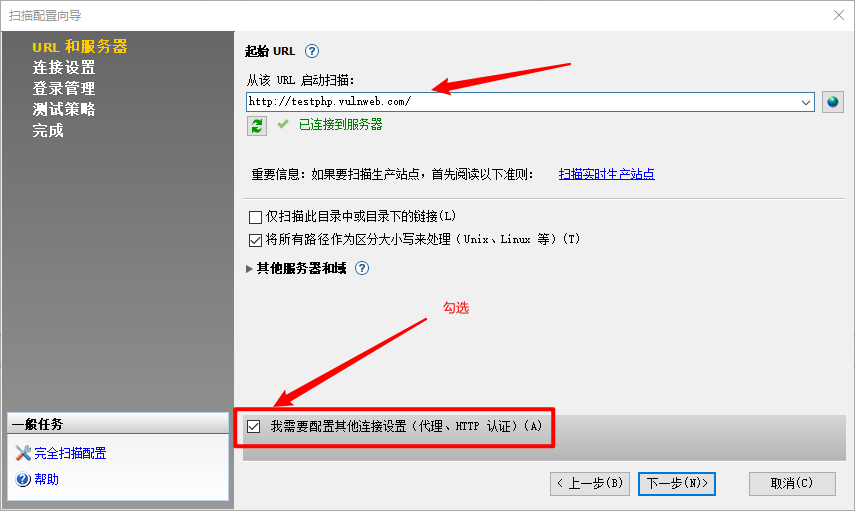 扫描配置向导
URL 和服务器
连接设置
登录管理
测试策略
完成
起始 URL
从该 URL 启动扫描：
http://testphp.vulnweb.com/
已连接到服务器
重要信息：如果要扫描生产站点，首先阅读以下准则： 扫描实时生产站点
仅扫描此目录中或目录下的链接(L)
将所有路径作为区分大小写来处理（Unix、Linux 等）(T)
其他服务器和域
勾选
我需要配置其他连接设置（代理、HTTP 认证）(A)
一般任务
完全扫描配置
帮助
< 上一步(B) 下一步(N)> 取消(C)